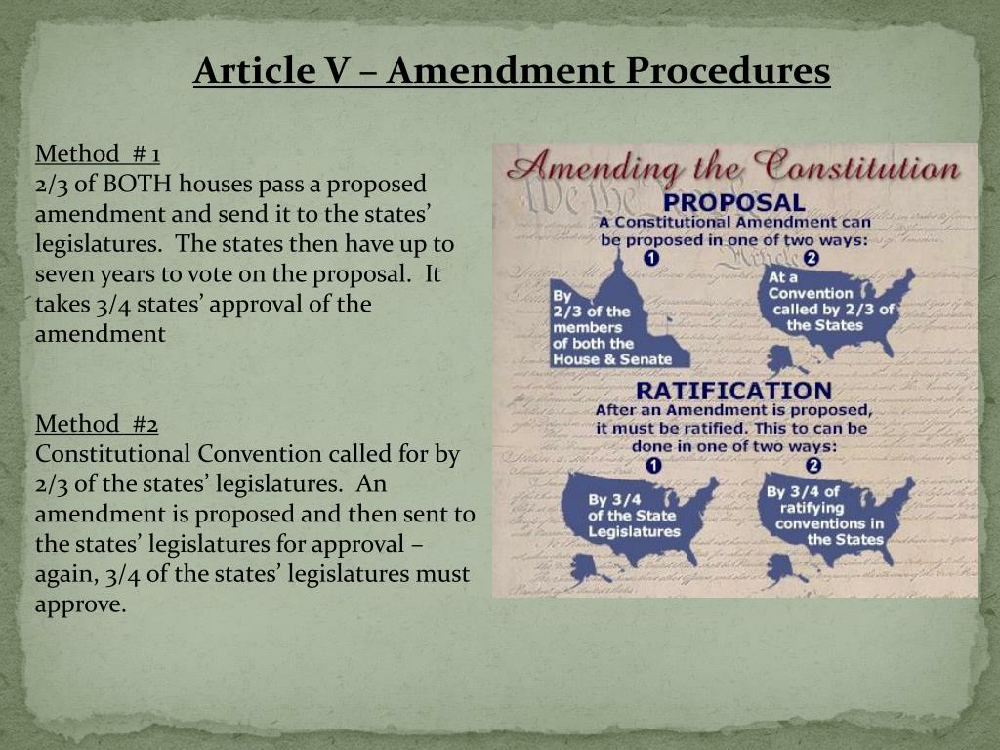 Article V – Amendment Procedures
Method  # 1
2/3 of BOTH houses pass a proposed
amendment and send it to the states’
legislatures.  The states then have up to
seven years to vote on the proposal.  It
takes 3/4 states’ approval of the
amendment
Method  #2
Constitutional Convention called for by
2/3 of the states’ legislatures.  An
amendment is proposed and then sent to
the states’ legislatures for approval –
again, 3/4 of the states’ legislatures must
approve.
Amending the Constitution
We the People
PROPOSAL
A Constitutional Amendment can
be proposed in one of two ways:
1
2
Article
By
2/3 of the
members
of both the
House & Senate
At a
Convention
called by 2/3 of
the States
RATIFICATION
After an Amendment is proposed,
it must be ratified. This to can be
done in one of two ways:
1
2
By 3/4
of the State
Legislatures
By 3/4 of
ratifying
conventions in
the States